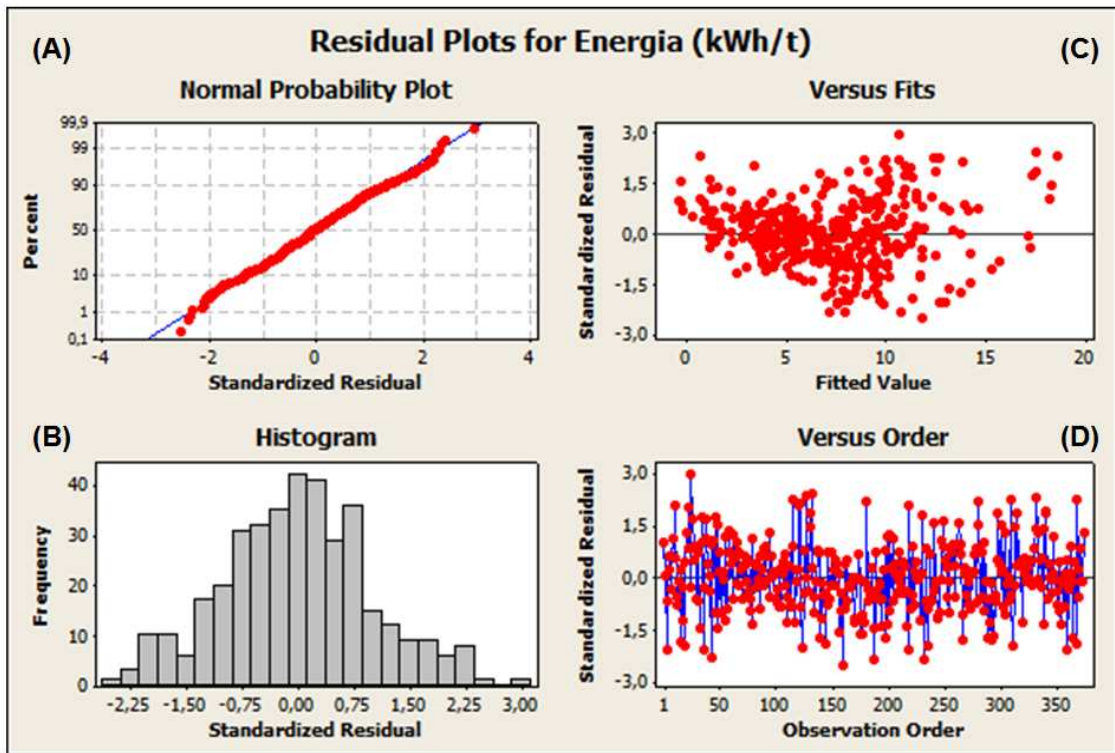 (A)
Residual Plots for Energia (kWh/t)
(C)
Normal Probability Plot
99,9
99
90
50
10
1
0,1
Percent
-4
-2
0
2
4
Standardized Residual
Versus Fits
3,0
1,5
0,0
-1,5
-3,0
Standardized Residual
0
5
10
15
20
Fitted Value
(B)
Histogram
40
30
20
10
0
Frequency
-2,25
-1,50
-0,75
0,00
0,75
1,50
2,25
3,00
Standardized Residual
Versus Order
(D)
3,0
1,5
0,0
-1,5
-3,0
Standardized Residual
1
50
100
150
200
250
300
350
Observation Order